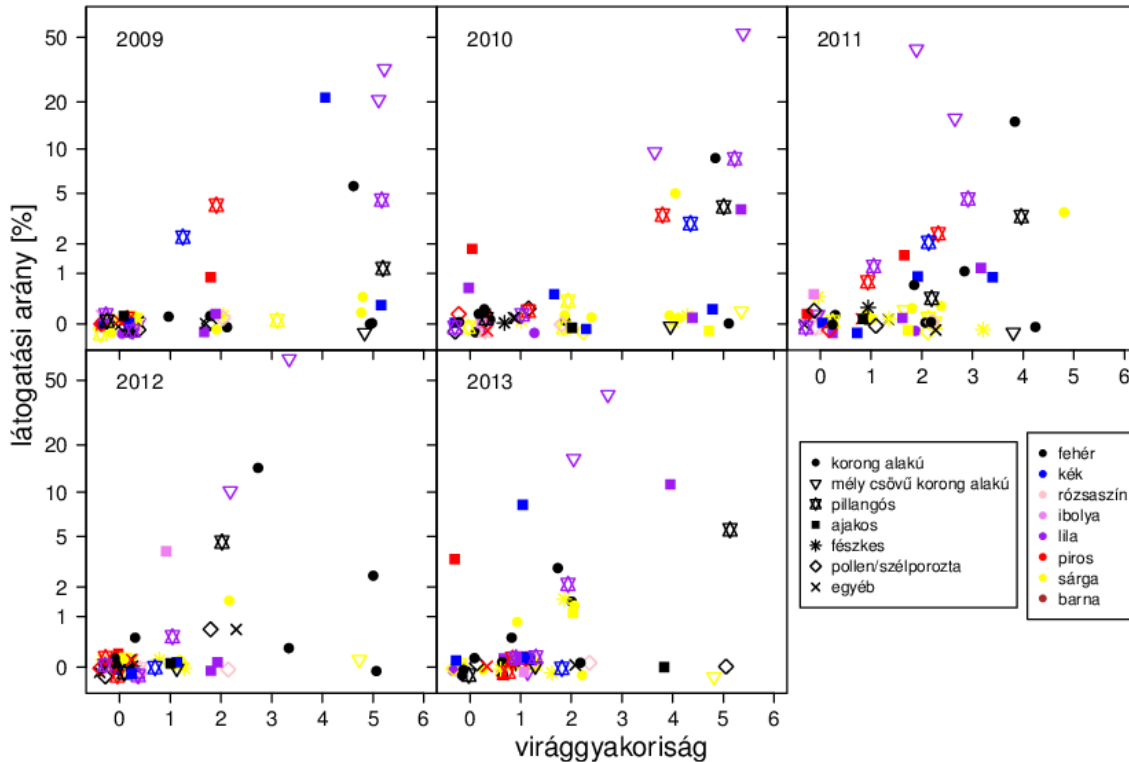 2009
2010
2011
50
20
10
5
2
1
0
0 1 2 3 4 5 6
látogatási arány [%]
2012
2013
50
20
10
5
2
1
0
0 1 2 3 4 5 6
0 1 2 3 4 5 6
virággyakoriság
korong alakú
mély csövű korong alakú
pillangós
ajakos
fészkes
pollen/szélporozta
egyéb
fehér
kék
rózsaszín
ibolya
lila
piros
sárga
barna